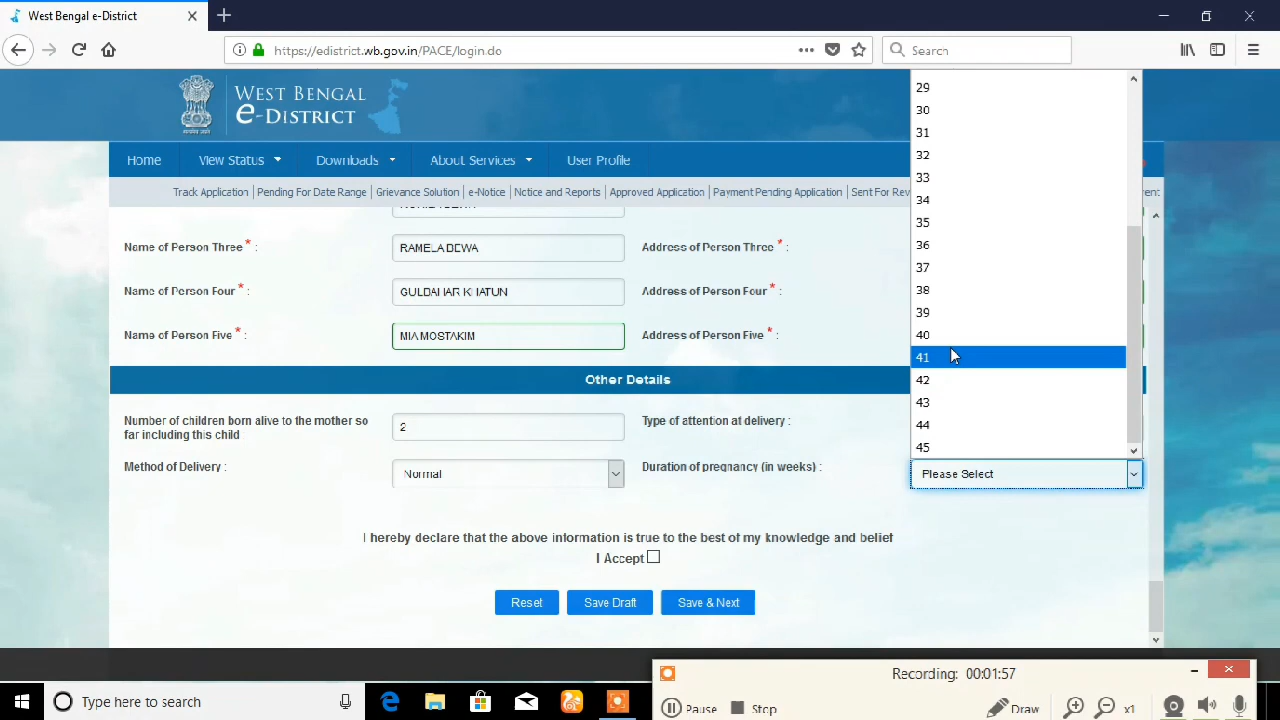 West Bengal e-District
https://edistrict.wb.gov.in/PACE/login.do
Search
WEST BENGAL
e-DISTRICT
Home View Status Downloads About Services User Profile
Track Application | Pending For Date Range | Grievance Solution | e-Notice | Notice and Reports | Approved Application | Payment Pending Application | Sent For Rev
Name of Person Three * : RAMELA BEWA Address of Person Three * :
Name of Person Four * : GULBAHAR KHATUN Address of Person Four * :
Name of Person Five * : MIA MOSTAKIM Address of Person Five * :
29
30
31
32
33
34
35
36
37
38
39
40
41
42
43
44
45
Other Details
Number of children born alive to the mother so
far including this child
2
Type of attention at delivery :
Method of Delivery : Normal Duration of pregnancy (in weeks) : Please Select
I hereby declare that the above information is true to the best of my knowledge and belief
I Accept
Reset Save Draft Save & Next
Recording: 00:01:57
Type here to search
Pause Stop Draw x1